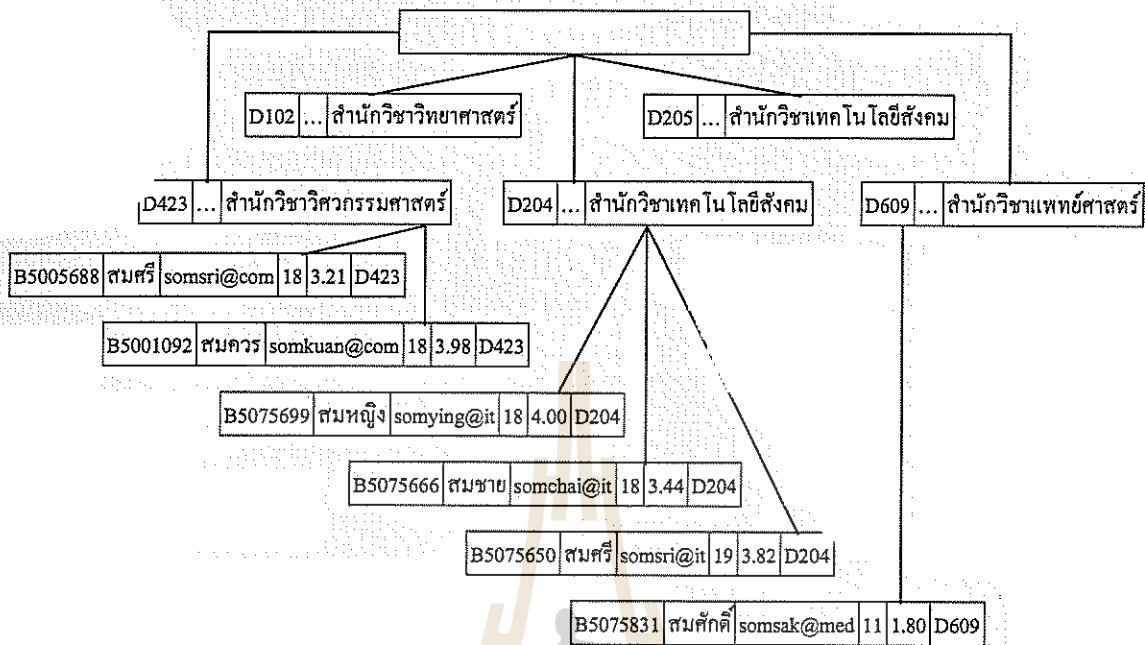 D102 ... สำนักวิชาวิทยาศาสตร์
D205 ... สำนักวิชาเทคโนโลยีสังคม
D423 ... สำนักวิชาวิศวกรรมศาสตร์
D204 ... สำนักวิชาเทคโนโลยีสังคม
D609 ... สำนักวิชาแพทย์ศาสตร์
B5005688 สมศรี somsri@com 18 3.21 D423
B5001092 สมควร somkuan@com 18 3.98 D423
B5075699 สมหญิง somying@it 18 4.00 D204
B5075666 สมชาย somchai@it 18 3.44 D204
B5075650 สมศรี somsri@it 19 3.82 D204
B5075831 สมศักดิ์ somsak@med 11 1.80 D609